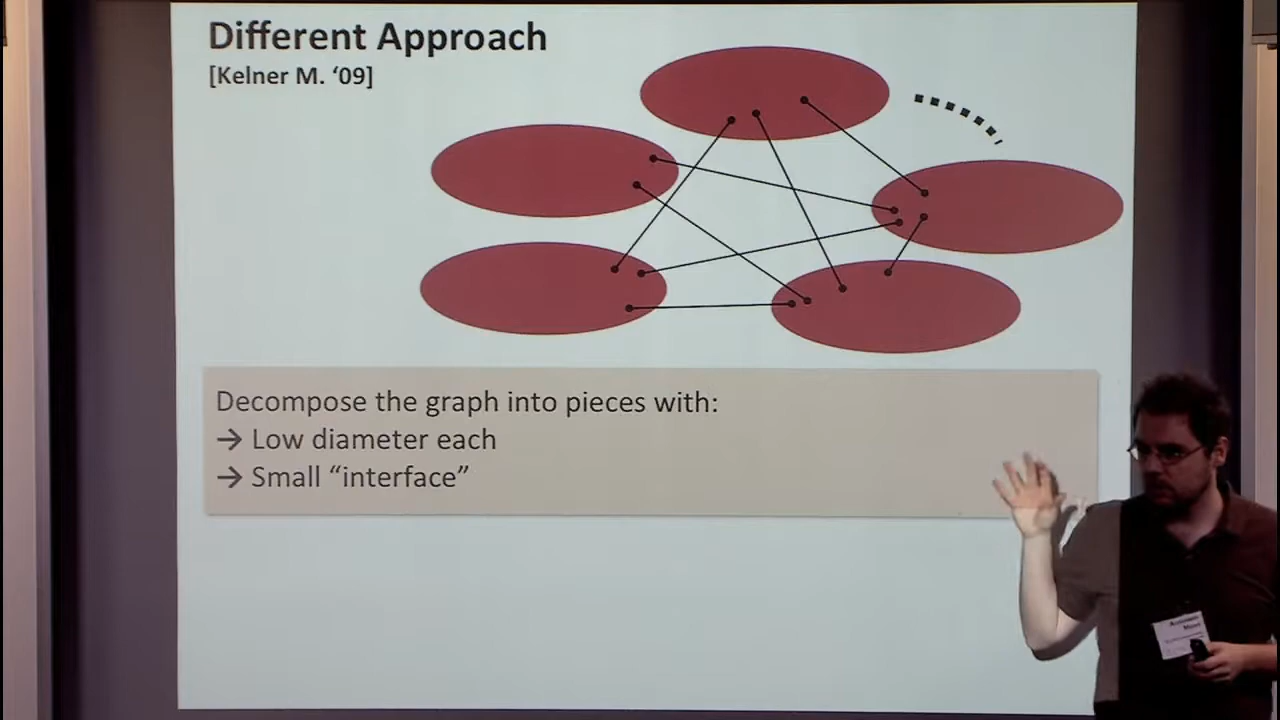 Different Approach
[Kelner M. ‘09]
Decompose the graph into pieces with:
→ Low diameter each
→ Small “interface”